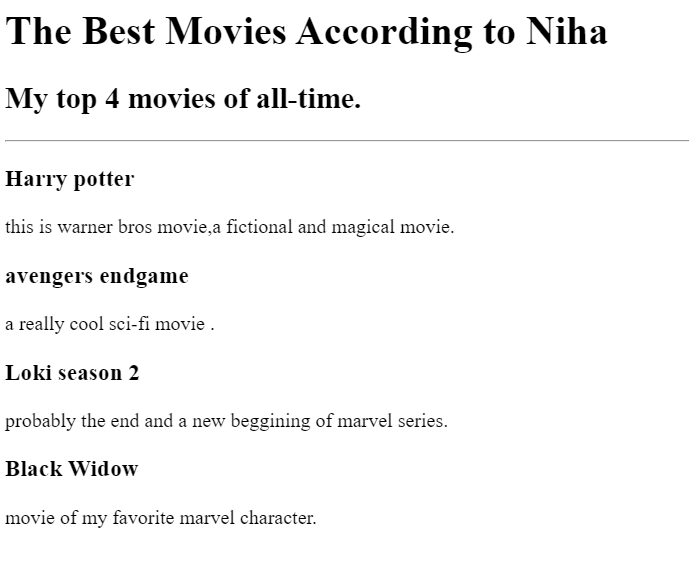 The Best Movies According to Niha
My top 4 movies of all-time.
Harry potter
this is warner bros movie,a fictional and magical movie.
avengers endgame
a really cool sci-fi movie .
Loki season 2
probably the end and a new beggining of marvel series.
Black Widow
movie of my favorite marvel character.